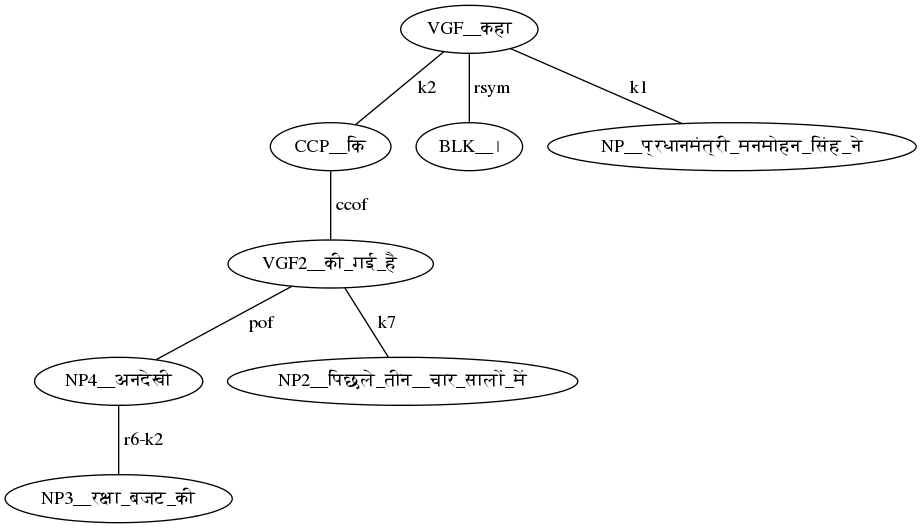 VGF__कहा
k2 rsym k1
CCP__कि BLK__। NP__प्रधानमंत्री_मनमोहन_सिंह_ने
ccof
VGF2__की_गई_है
pof k7
NP4__अनदेखी NP2__पिछले_तीन__चार_सालों_में
r6-k2
NP3__रक्षा_बजट_की